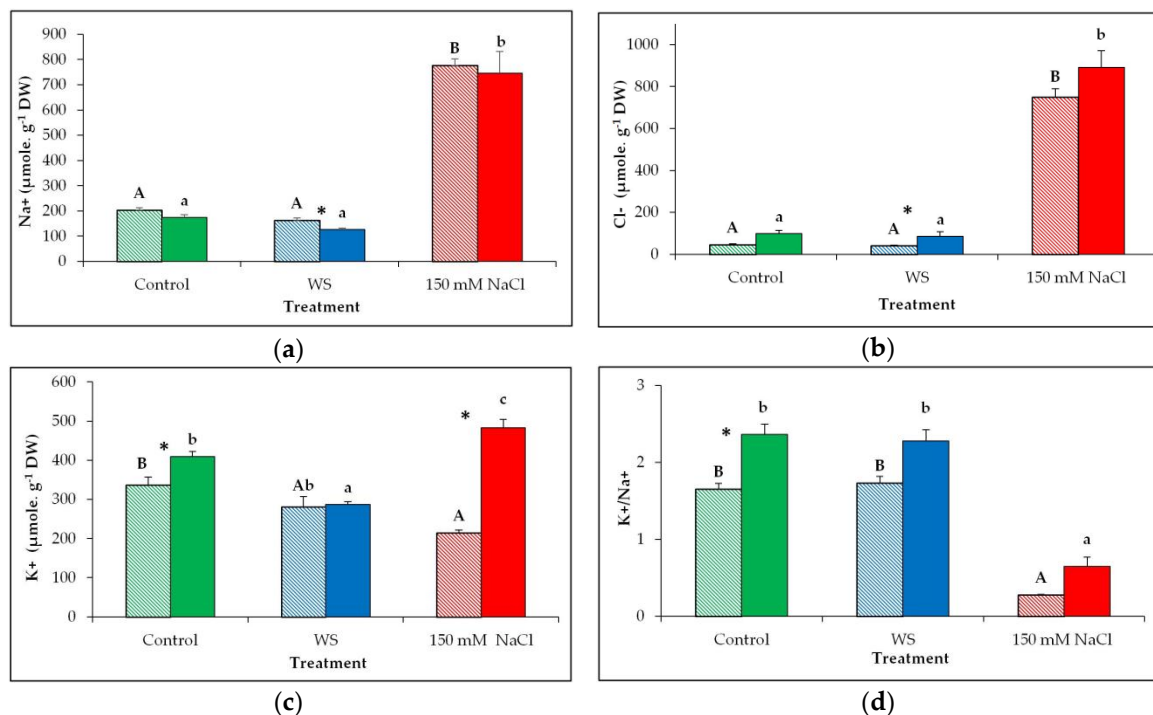 Na+ (µmole. g-1 DW)
900
800
700
600
500
400
300
200
100
0
A
a
A
*
a
B
b
Control
WS
150 mM NaCl
Treatment
(a)
Cl- (µmole. g-1 DW)
1000
800
600
400
200
0
A
a
A
*
a
B
b
Control
WS
150 mM NaCl
Treatment
(b)
K+ (µmole. g-1 DW)
600
500
400
300
200
100
0
B
*
b
Ab
a
A
*
c
Control
WS
150 mM NaCl
Treatment
(c)
K+/Na+
3
2
1
0
B
*
b
B
b
A
a
Control
WS
150 mM NaCl
Treatment
(d)